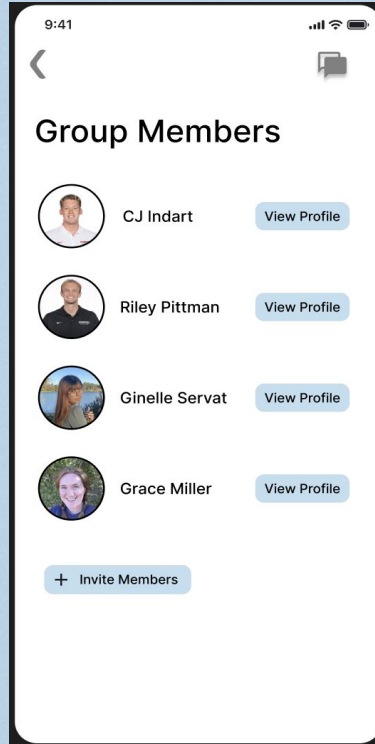 9:41
Group Members
CJ Indart
View Profile
Riley Pittman
View Profile
Ginelle Servat
View Profile
Grace Miller
View Profile
+ Invite Members